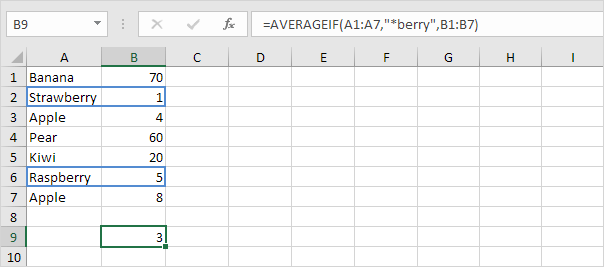 B9 fx =AVERAGEIF(A1:A7,"*berry",B1:B7)
A B C D E F G H I
1 Banana 70
2 Strawberry 1
3 Apple 4
4 Pear 60
5 Kiwi 20
6 Raspberry 5
7 Apple 8
8
9 3
10